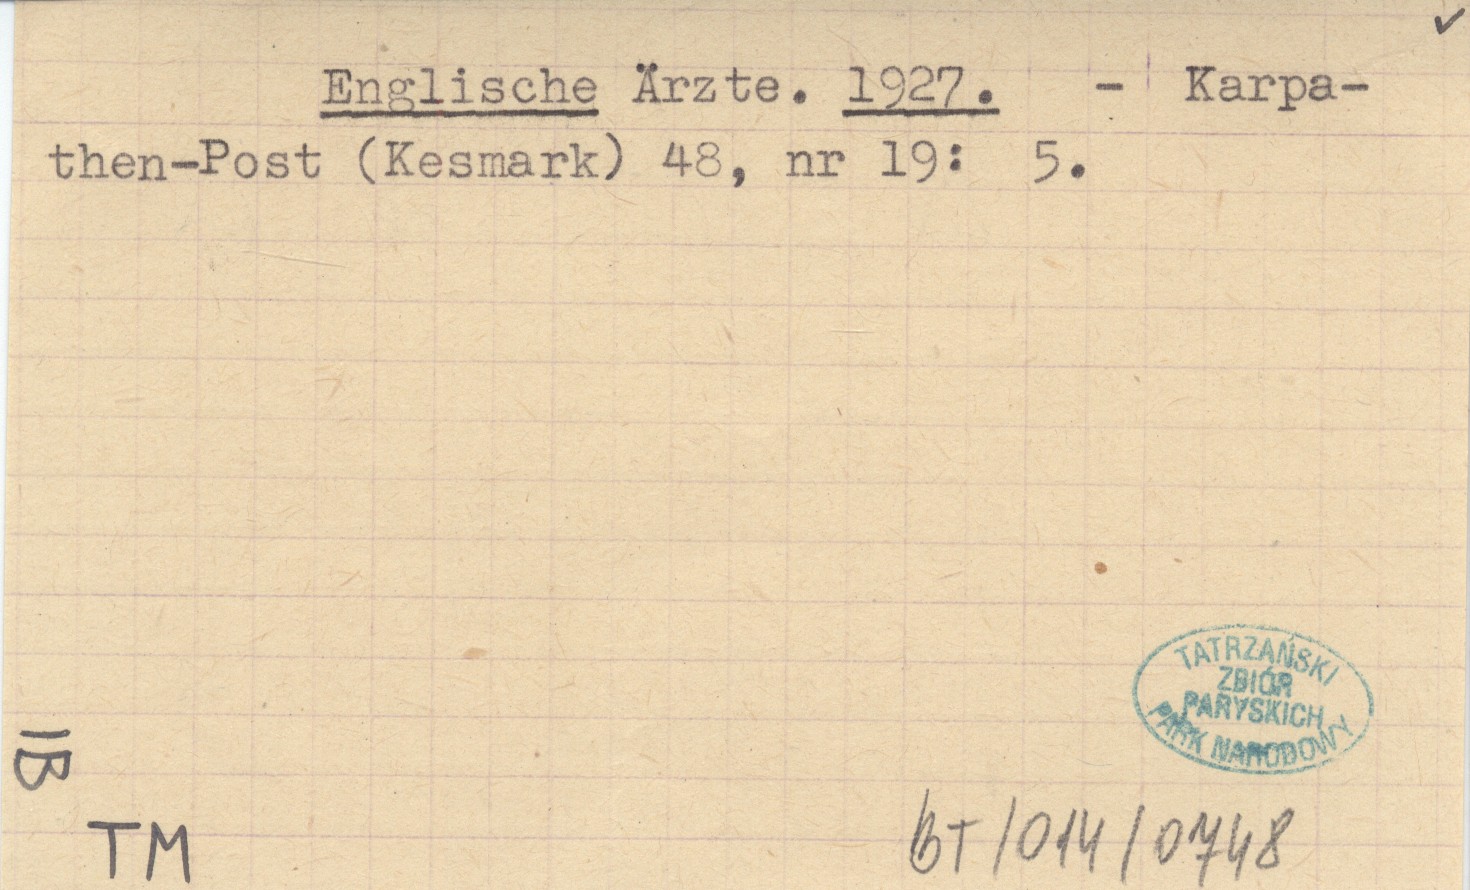 Englische Ärzte. 1927. - Karpa-
then-Post (Kesmark) 48, nr 19: 5.
TATRZAŃSKI
ZBIÓR
PARYSKICH
PARK NARODOWY
IB
TM
BT/014/0748